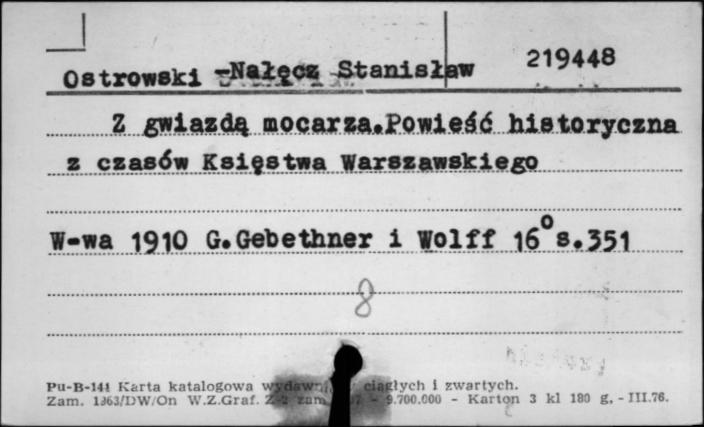 219448
Ostrowski -Nałęcz Stanisław
Z gwiazdą mocarza.Powieść historyczna
z czasów Księstwa Warszawskiego
W-wa 1910 G.Gebethner i Wolff 16° s.351
8
Pu-B-141 Karta katalogowa ciągłych i zwartych.
Zam. 1363/DW/On W.Z.Graf. Z-2 zam. - 9.700.000 - Karton 3 kl 180 g. - III.76.